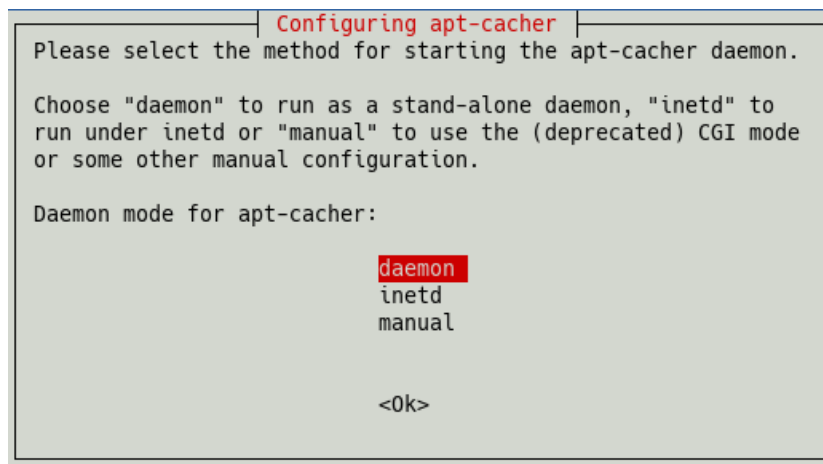 Configuring apt-cacher
Please select the method for starting the apt-cacher daemon.
Choose "daemon" to run as a stand-alone daemon, "inetd" to
run under inetd or "manual" to use the (deprecated) CGI mode
or some other manual configuration.
Daemon mode for apt-cacher:
daemon
inetd
manual
<Ok>